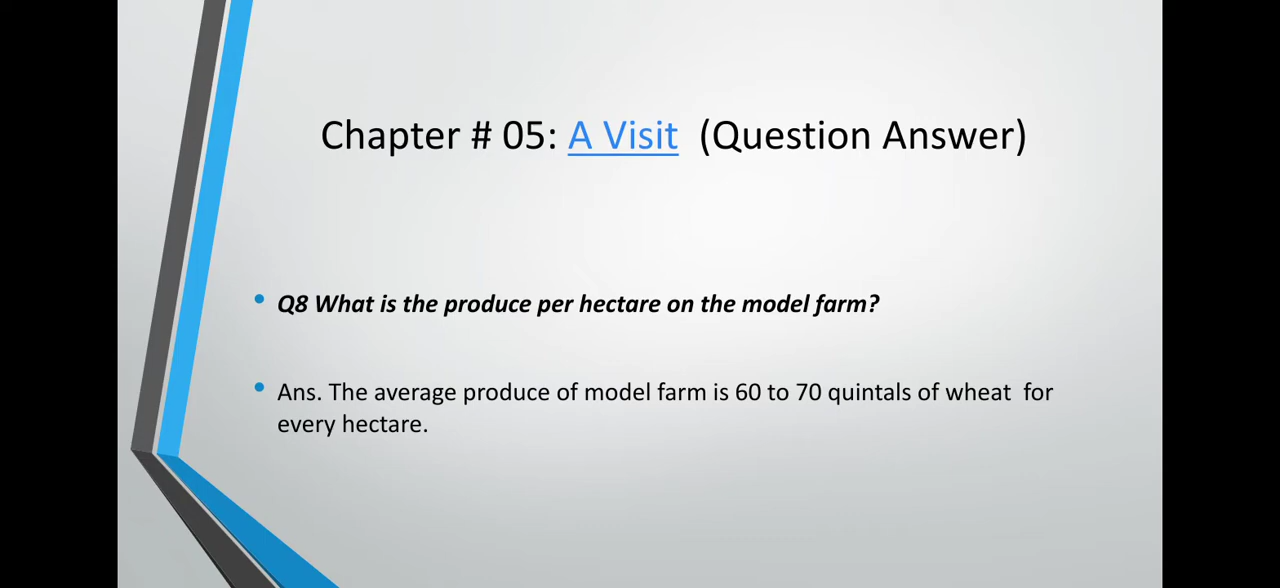 Chapter # 05: A Visit (Question Answer)
• Q8 What is the produce per hectare on the model farm?
• Ans. The average produce of model farm is 60 to 70 quintals of wheat for
every hectare.